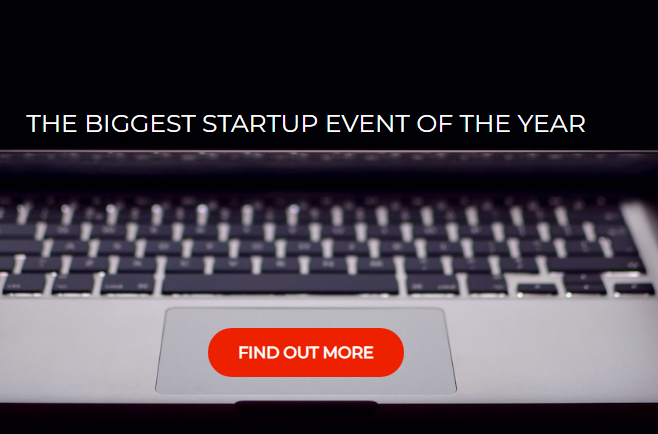 THE BIGGEST STARTUP EVENT OF THE YEAR
FIND OUT MORE